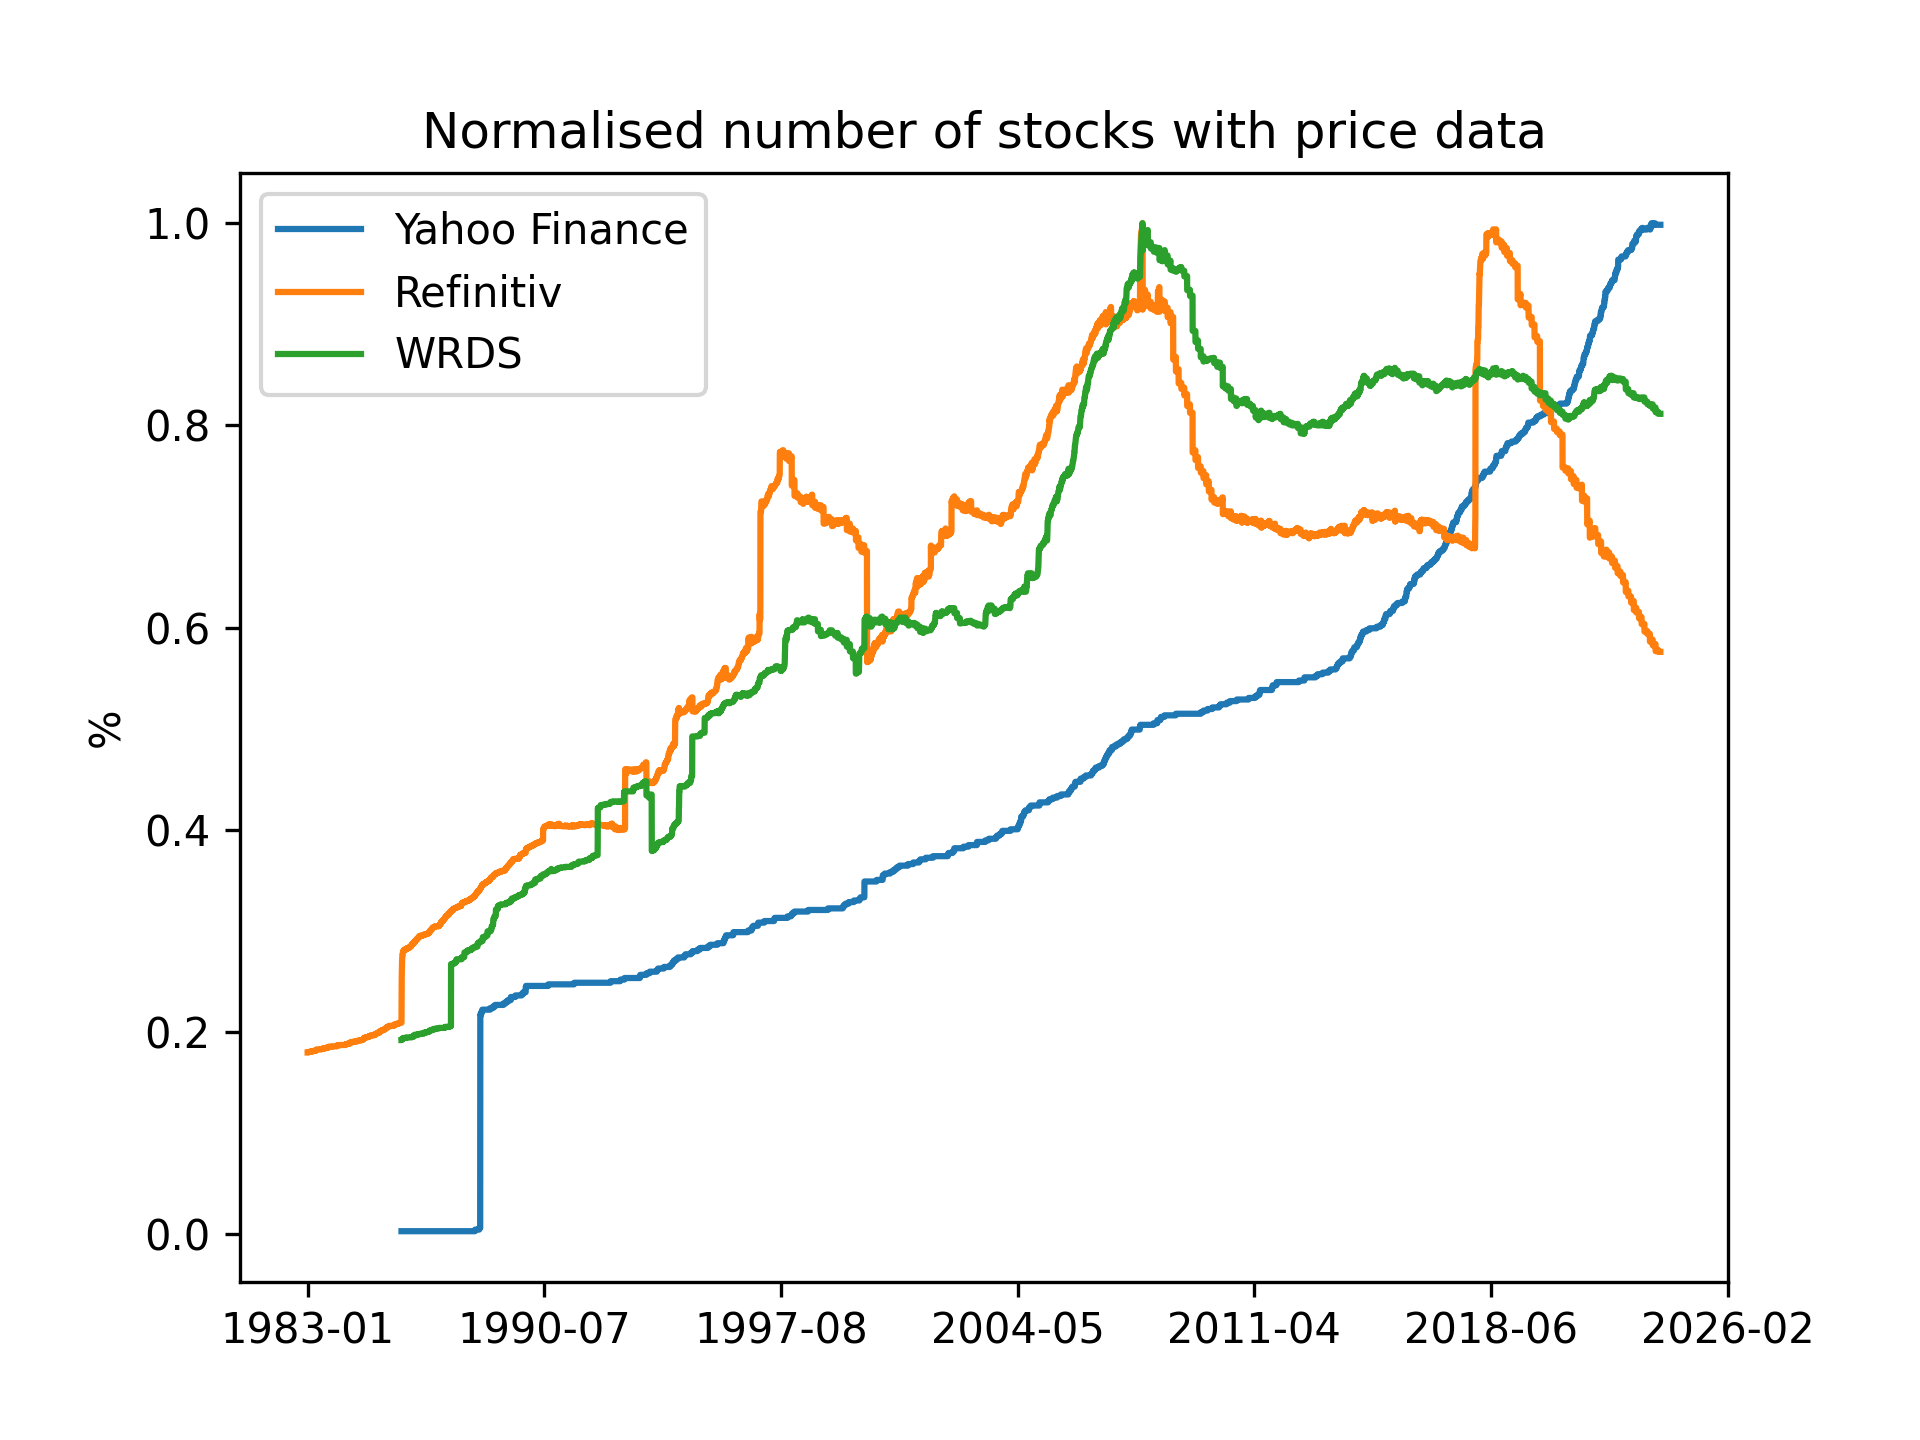 Normalised number of stocks with price data
Yahoo Finance
Refinitiv
WRDS
%
1.0
0.8
0.6
0.4
0.2
0.0
1983-01 1990-07 1997-08 2004-05 2011-04 2018-06 2026-02